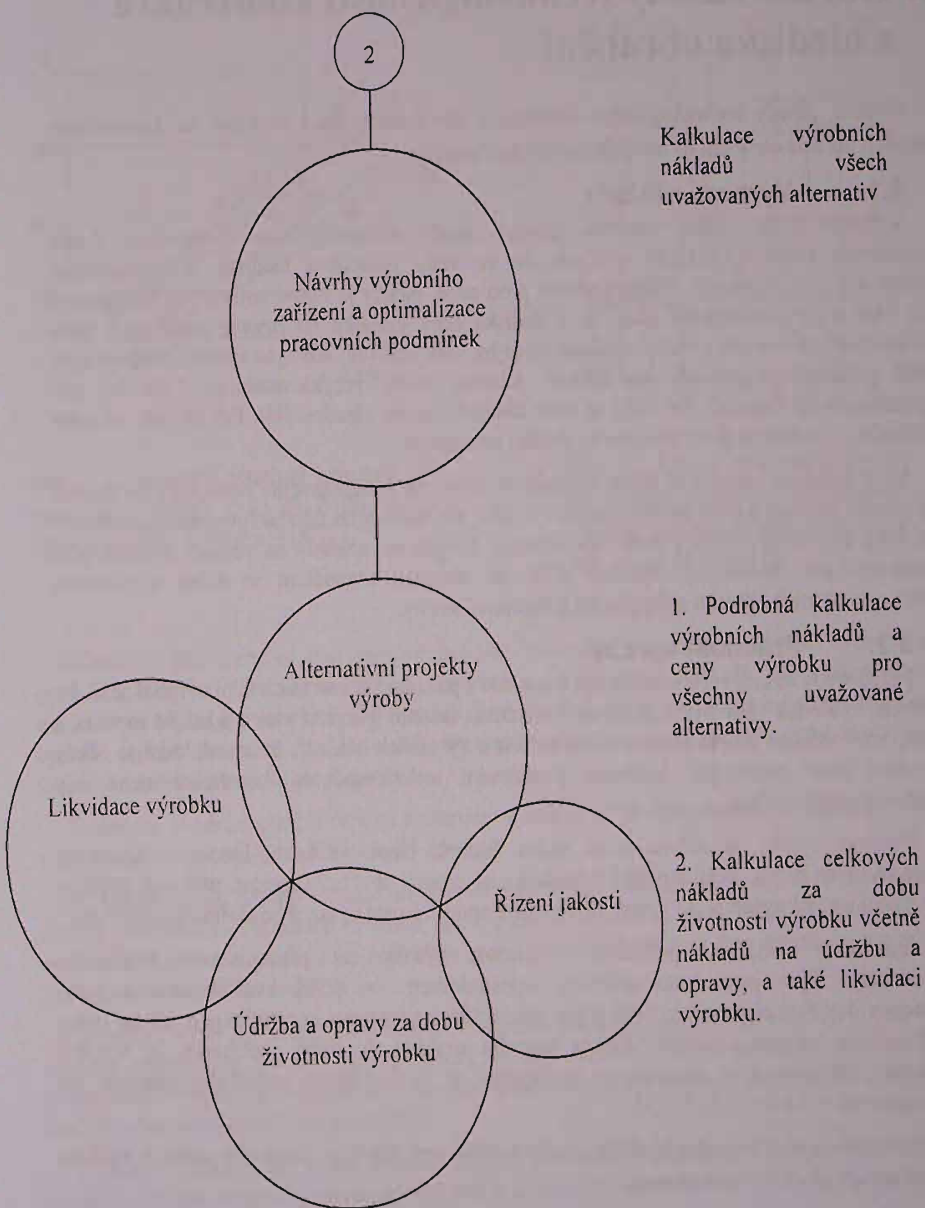 2
Kalkulace výrobních
nákladů všech
uvažovaných alternativ
Návrhy výrobního
zařízení a optimalizace
pracovních podmínek
1. Podrobná kalkulace
výrobních nákladů a
ceny výrobku pro
všechny uvažované
alternativy.
Alternativní projekty
výroby
Likvidace výrobku
Řízení jakosti
2. Kalkulace celkových
nákladů za dobu
životnosti výrobku včetně
nákladů na údržbu a
opravy, a také likvidaci
výrobku.
Údržba a opravy za dobu
životnosti výrobku